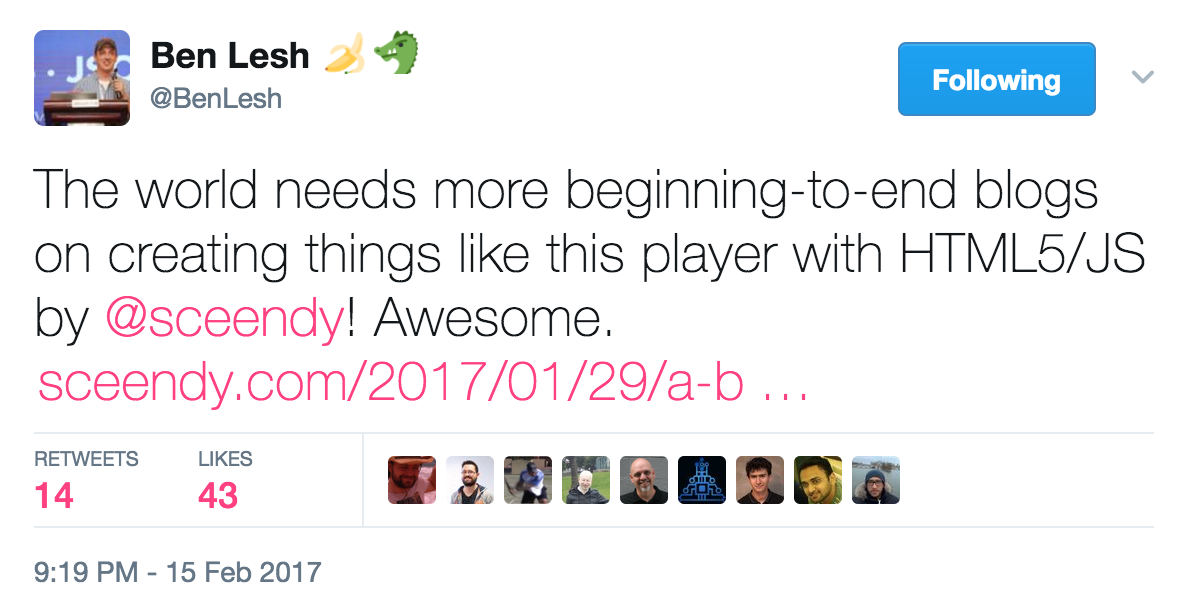 Ben Lesh 🍌🐲
@BenLesh
Following
The world needs more beginning-to-end blogs
on creating things like this player with HTML5/JS
by @sceendy! Awesome.
sceendy.com/2017/01/29/a-b …
RETWEETS
LIKES
14
43
9:19 PM - 15 Feb 2017